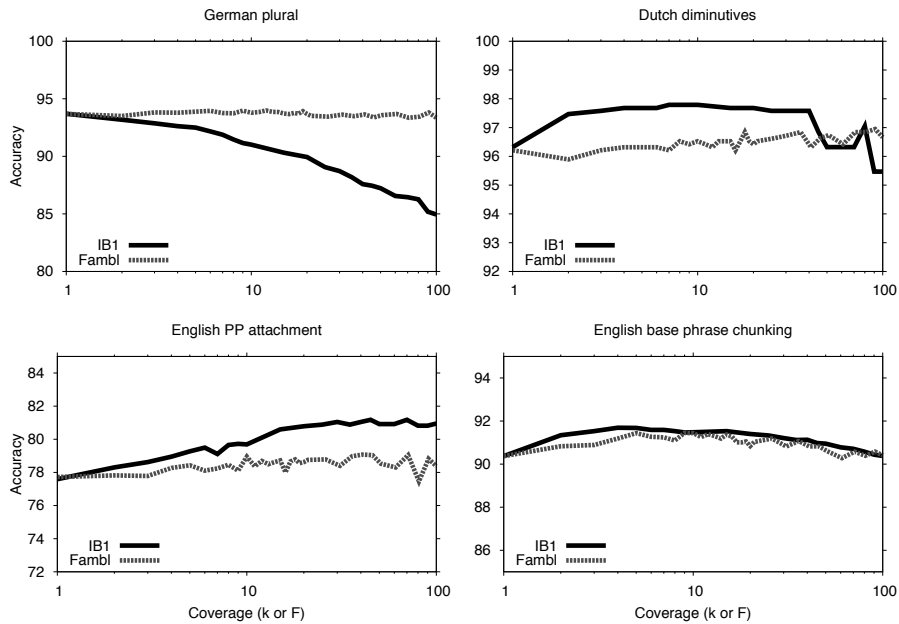 German plural
100
95
90
85
80
Accuracy
IB1
Fambl
1
10
100
Dutch diminutives
100
99
98
97
96
95
94
93
92
IB1
Fambl
1
10
100
English PP attachment
84
82
80
78
76
74
72
Accuracy
IB1
Fambl
1
10
100
Coverage (k or F)
English base phrase chunking
94
92
90
88
86
IB1
Fambl
1
10
100
Coverage (k or F)